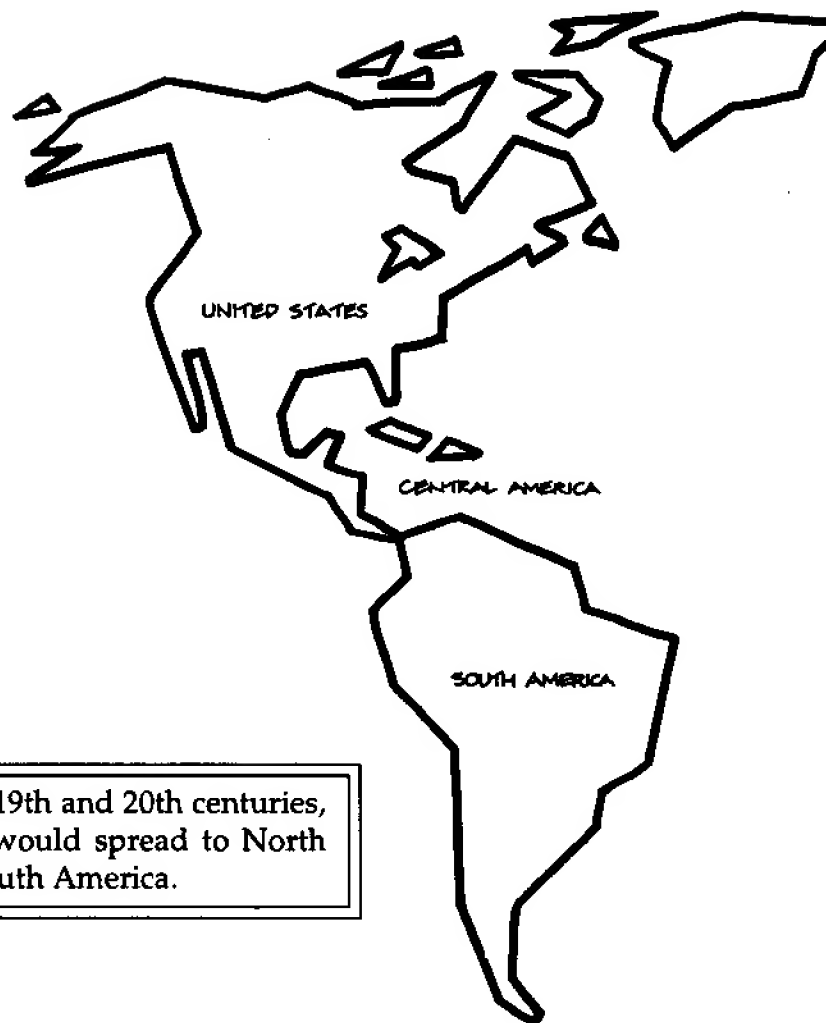 UNITED STATES
CENTRAL AMERICA
SOUTH AMERICA
19th and 20th centuries,
would spread to North
uth America.